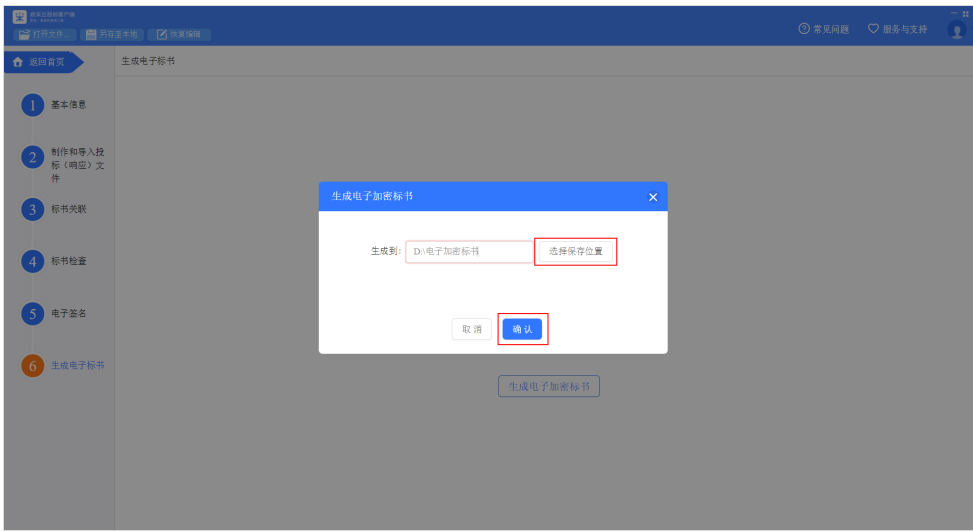 打开文件...
另存至本地
恢复编辑
常见问题
服务与支持
返回首页
生成电子标书
1 基本信息
2 制作和导入投
标（响应）文
件
3 标书关联
4 标书检查
5 电子签名
6 生成电子标书
生成电子加密标书
生成到：
D:\电子加密标书
选择保存位置
取 消
确 认
生成电子加密标书